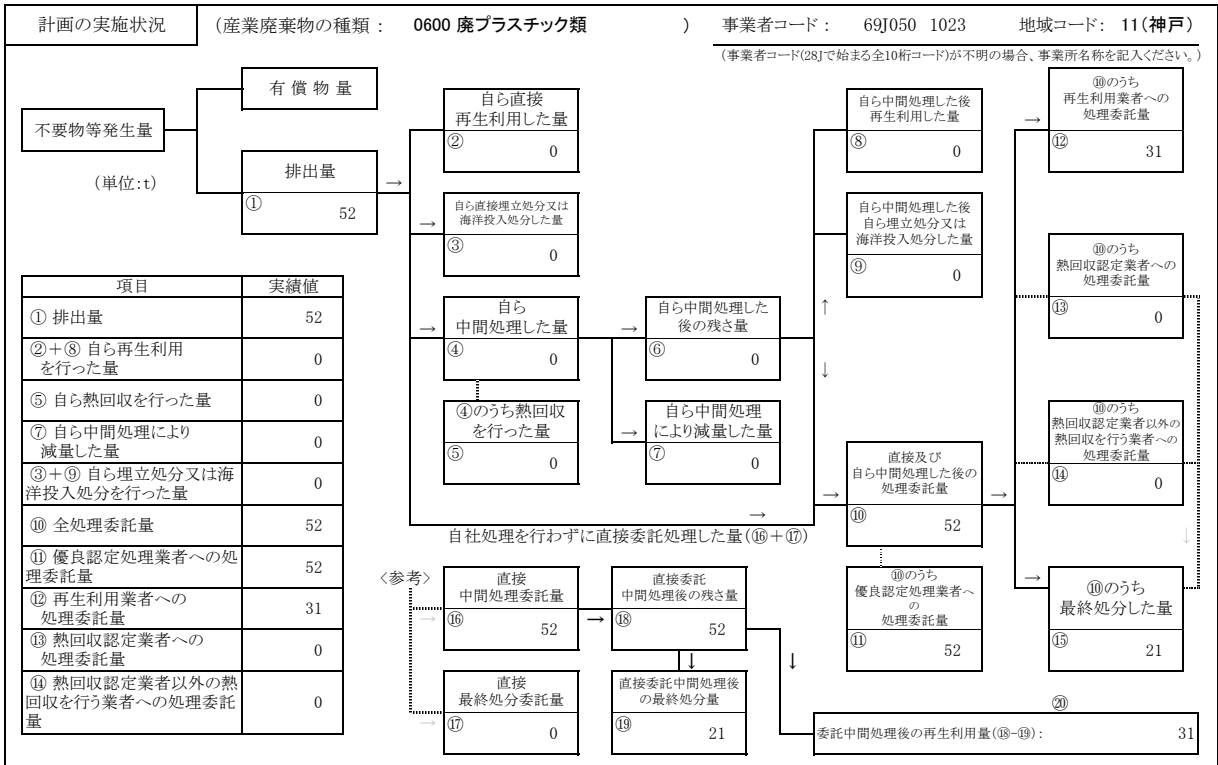 計画の実施状況
(産業廃棄物の種類: 0600 廃プラスチック類 )
事業者コード: 69J050 1023
地域コード: 11(神戸)
(事業者コード(28Jで始まる全10桁コード)が不明の場合、事業所名称を記入ください。)
不要物等発生量
(単位:t)
有償物量
排出量
→
①
52
自ら直接
再生利用した量
②
0
→
自ら直接埋立処分又は
海洋投入処分した量
③
0
→
自ら
中間処理した量
④
0
④のうち熱回収
を行った量
⑤
0
→
自ら中間処理した
後の残さ量
⑥
0
→
自ら中間処理
により減量した量
⑦
0
自ら中間処理した後
再生利用した量
⑧
0
自ら中間処理した後
自ら埋立処分又は
海洋投入処分した量
⑨
0
↑
↓
→
→
直接及び
自ら中間処理した後の
処理委託量
⑩
52
→
⑩のうち
優良認定処理業者へ
の
処理委託量
⑪
52
→
⑩のうち
再生利用業者への
処理委託量
⑫
31
⑩のうち
熱回収認定業者への
処理委託量
⑬
0
⑩のうち
熱回収認定業者以外の
熱回収を行う業者への
処理委託量
⑭
0
↓
→
⑩のうち
最終処分した量
⑮
21
自社処理を行わずに直接委託処理した量(⑯+⑰)
項目 実績値
① 排出量 52
②+⑧ 自ら再生利用
を行った量 0
⑤ 自ら熱回収を行った量 0
⑦ 自ら中間処理により
減量した量 0
③+⑨ 自ら埋立処分又は海
洋投入処分を行った量 0
⑩ 全処理委託量 52
⑪ 優良認定処理業者への処
理委託量 52
⑫ 再生利用業者への
処理委託量 31
⑬ 熱回収認定業者への
処理委託量 0
⑭ 熱回収認定業者以外の熱
回収を行う業者への処理委託
量 0
〈参考〉
→
直接
中間処理委託量
⑯
52
→
直接委託
中間処理後の残さ量
⑱
52
↓
↓
→
直接
最終処分委託量
⑰
0
直接委託中間処理後
の最終処分量
⑲
21
⑳
委託中間処理後の再生利用量(⑱-⑲): 31